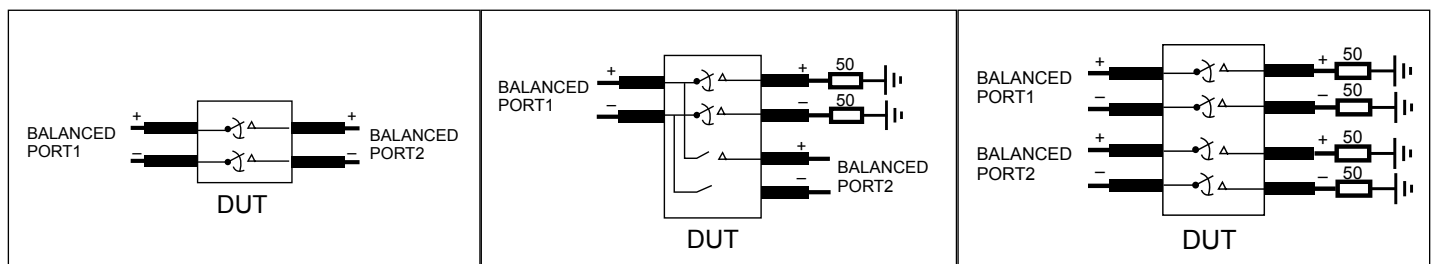 + +
BALANCED
PORT1
BALANCED
PORT2
– –
DUT
+ + 50
BALANCED
PORT1
– – 50
+
BALANCED
PORT2
–
DUT
+ + 50
BALANCED
PORT1
– – 50
+ + 50
BALANCED
PORT2
– – 50
DUT